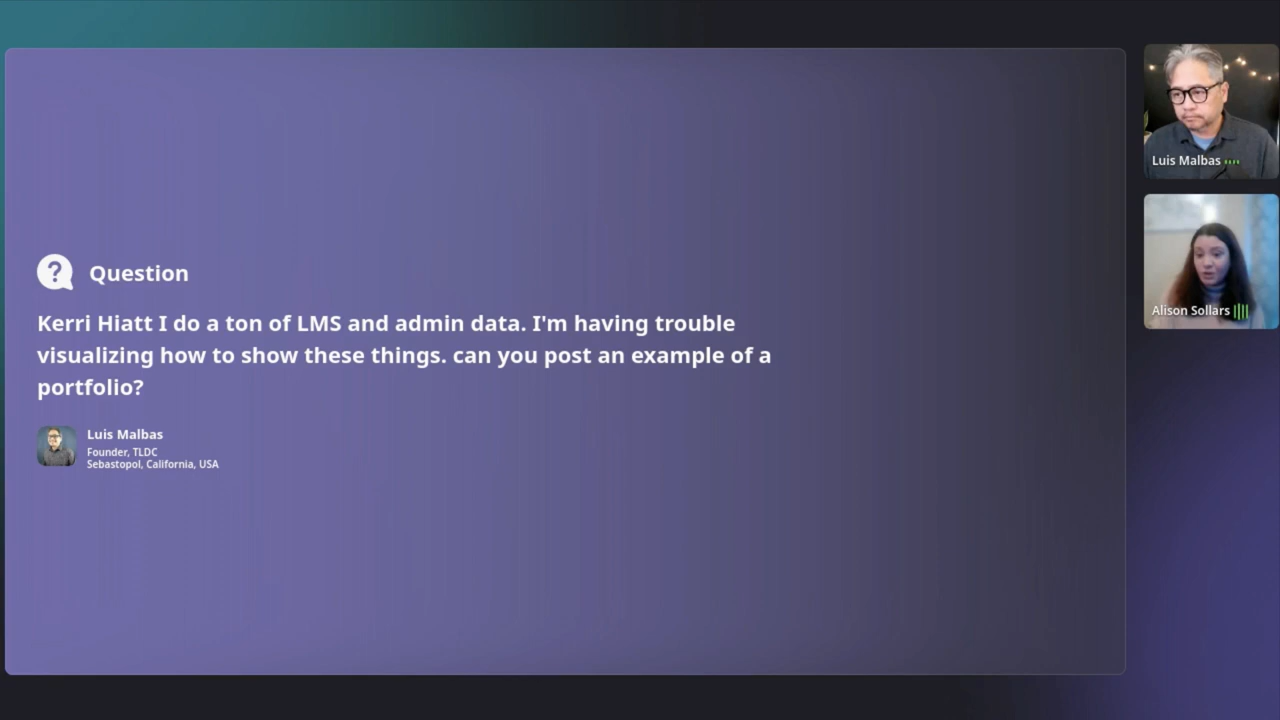 Question
Kerri Hiatt I do a ton of LMS and admin data. I'm having trouble
visualizing how to show these things. can you post an example of a
portfolio?
Luis Malbas
Founder, TLDC
Sebastopol, California, USA
Luis Malbas
Alison Sollars